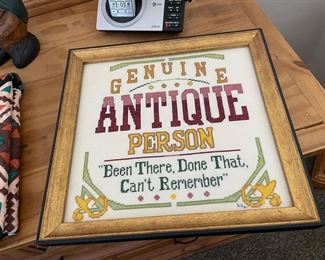 GENUINE
ANTIQUE
PERSON
"Been There, Done That,
Can't Remember"